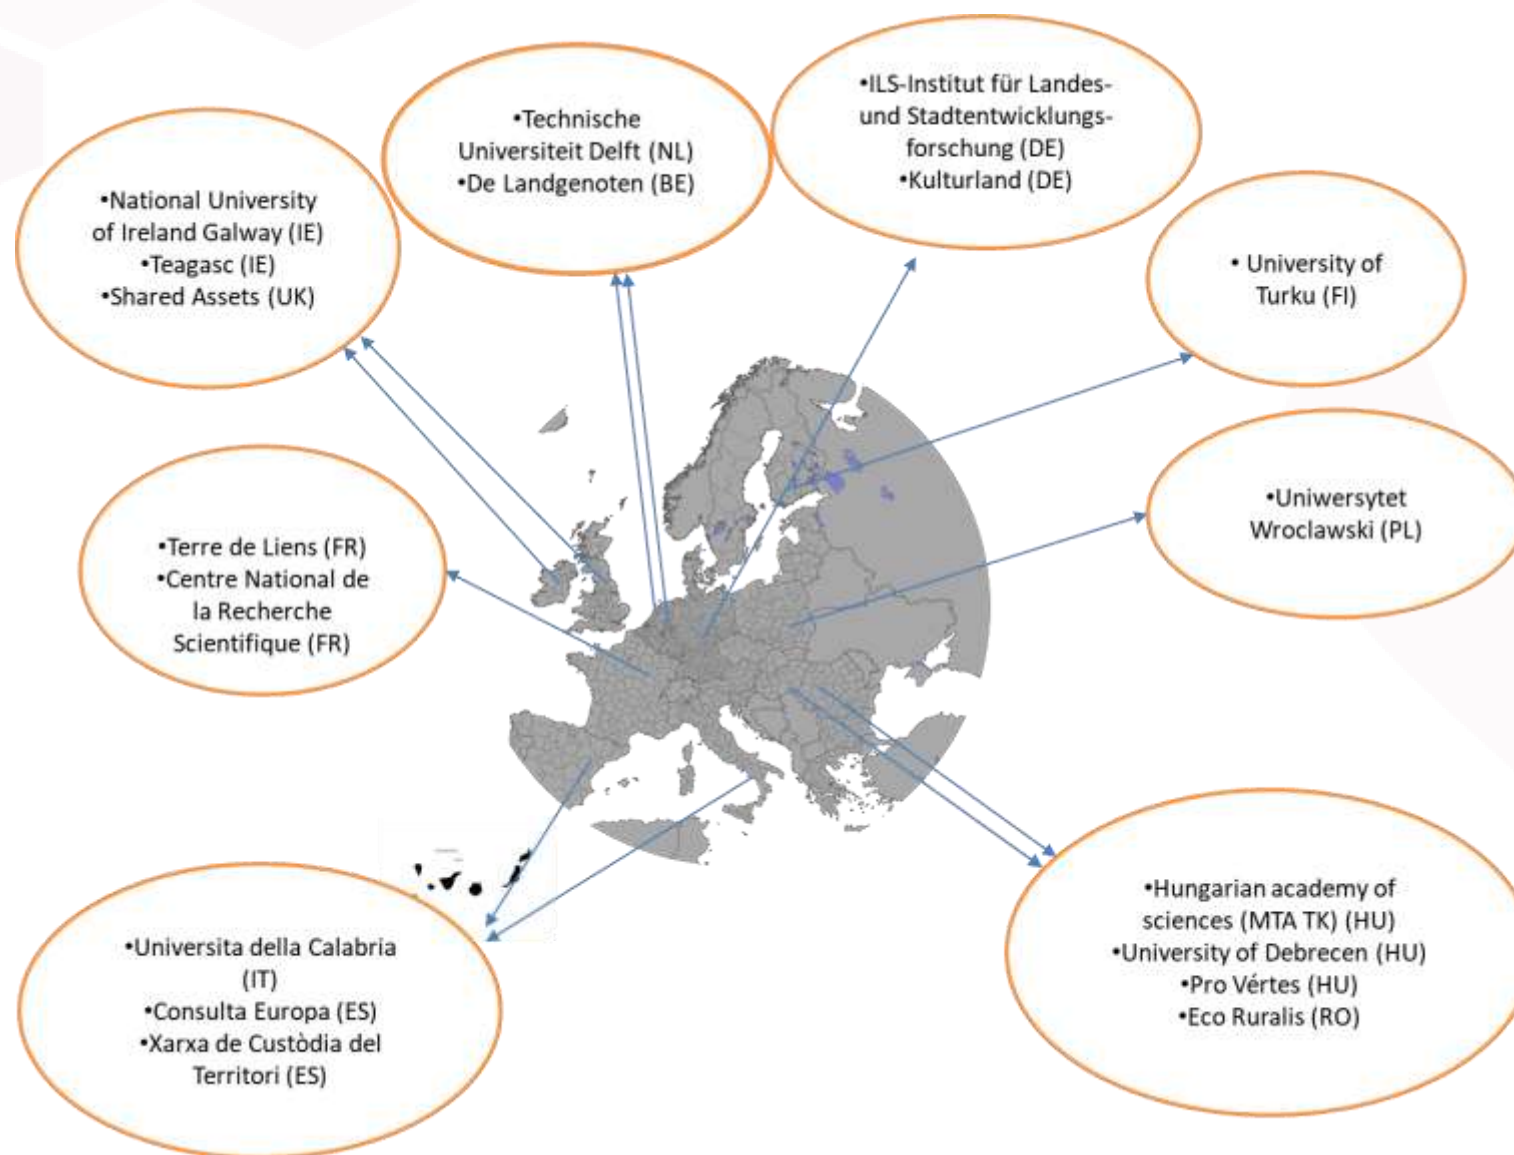 •National University
of Ireland Galway (IE)
•Teagasc (IE)
•Shared Assets (UK)
•Technische
Universiteit Delft (NL)
•De Landgenoten (BE)
•ILS-Institut für Landes-
und Stadtentwicklungs-
forschung (DE)
•Kulturland (DE)
• University of
Turku (FI)
•Uniwersytet
Wroclawski (PL)
•Terre de Liens (FR)
•Centre National de
la Recherche
Scientifique (FR)
•Universita della Calabria
(IT)
•Consulta Europa (ES)
•Xarxa de Custòdia del
Territori (ES)
•Hungarian academy of
sciences (MTA TK) (HU)
•University of Debrecen (HU)
•Pro Vértes (HU)
•Eco Ruralis (RO)